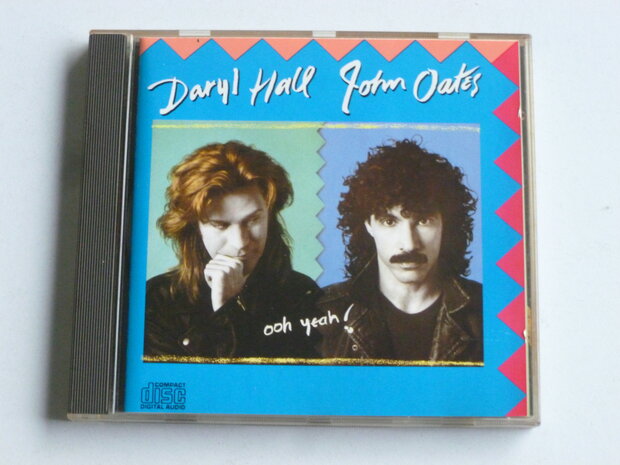 Daryl Hall John Oates
ooh yeah!
COMPACT
disc
DIGITAL AUDIO